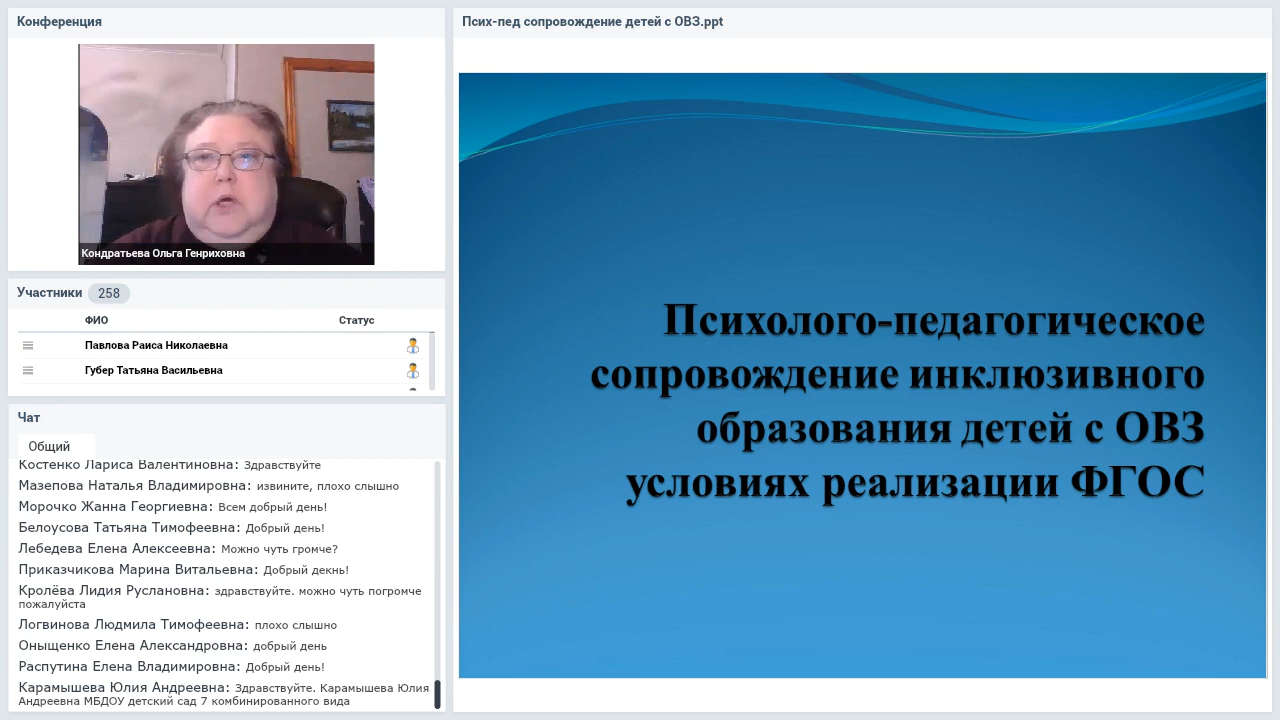 Конференция
Кондратьева Ольга Генриховна
Участники 258
ФИО Статус
Павлова Раиса Николаевна
Губер Татьяна Васильевна
Чат
Общий
Костенко Лариса Валентиновна: Здравствуйте
Мазепова Наталья Владимировна: извините, плохо слышно
Морочко Жанна Георгиевна: Всем добрый день!
Белоусова Татьяна Тимофеевна: Добрый день!
Лебедева Елена Алексеевна: Можно чуть громче?
Приказчикова Марина Витальевна: Добрый декнь!
Кролёва Лидия Руслановна: здравствуйте. можно чуть погромче
пожалуйста
Логвинова Людмила Тимофеевна: плохо слышно
Оныщенко Елена Александровна: добрый день
Распутина Елена Владимировна: Добрый день!
Карамышева Юлия Андреевна: Здравствуйте. Карамышева Юлия
Андреевна МБДОУ детский сад 7 комбинированного вида
Псих-пед сопровождение детей с ОВЗ.ppt
Психолого-педагогическое
сопровождение инклюзивного
образования детей с ОВЗ
условиях реализации ФГОС